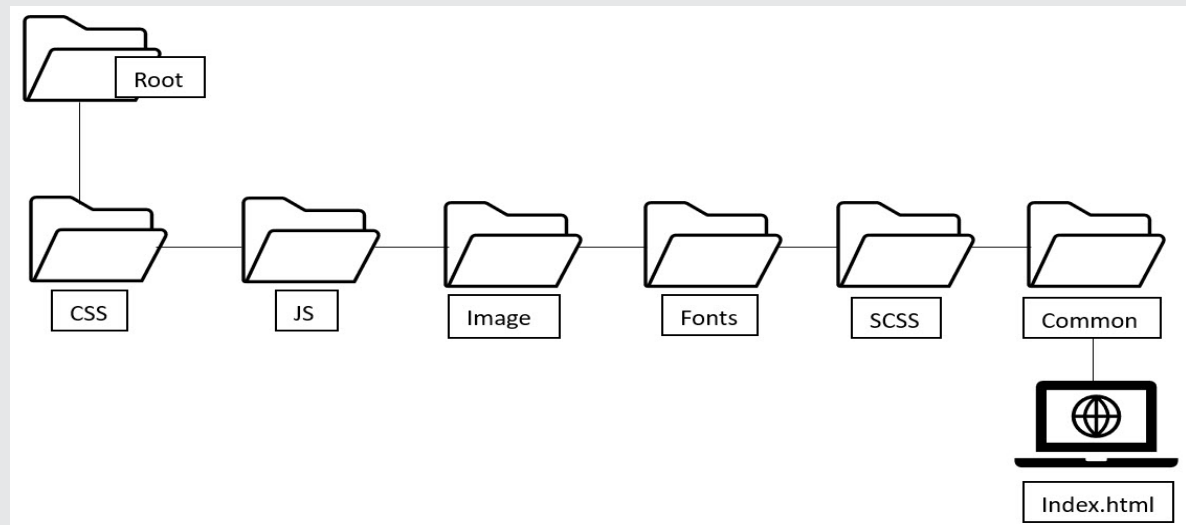 Root
CSS
JS
Image
Fonts
SCSS
Common
Index.html